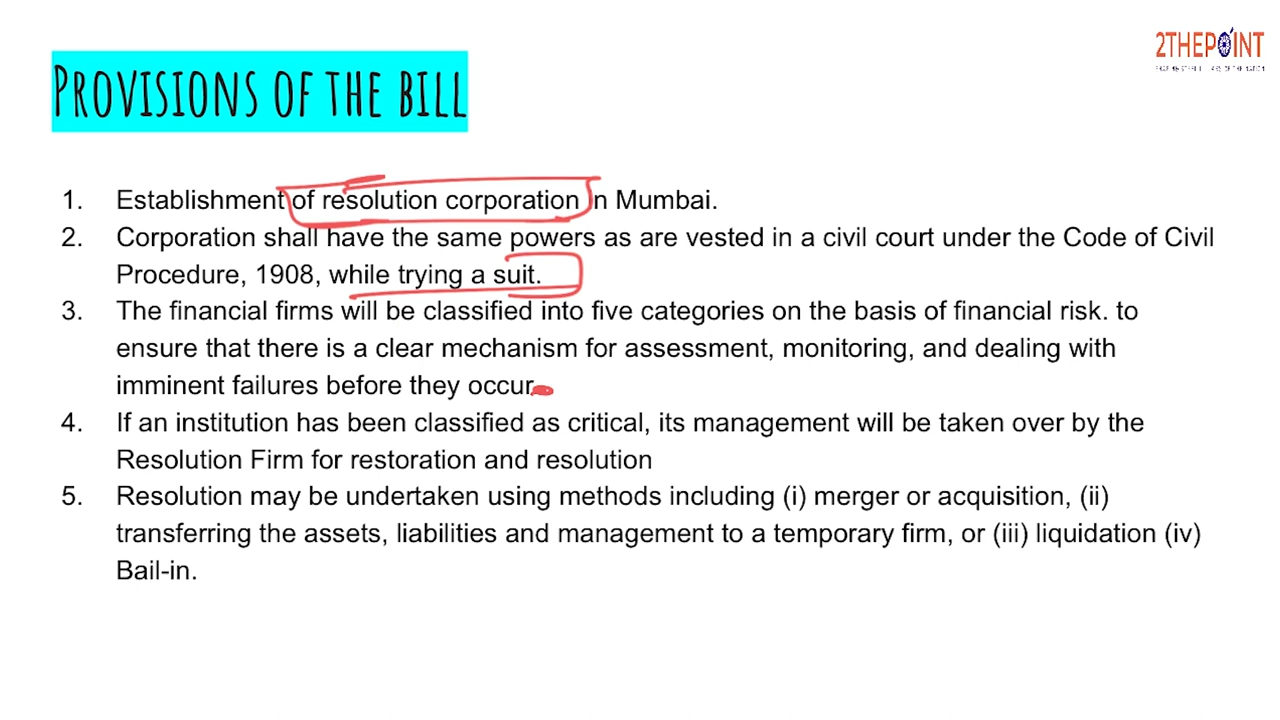 2THEPOINT
PROVISIONS OF THE BILL
1. Establishment of resolution corporation in Mumbai.
2. Corporation shall have the same powers as are vested in a civil court under the Code of Civil
Procedure, 1908, while trying a suit.
3. The financial firms will be classified into five categories on the basis of financial risk. to
ensure that there is a clear mechanism for assessment, monitoring, and dealing with
imminent failures before they occur
4. If an institution has been classified as critical, its management will be taken over by the
Resolution Firm for restoration and resolution
5. Resolution may be undertaken using methods including (i) merger or acquisition, (ii)
transferring the assets, liabilities and management to a temporary firm, or (iii) liquidation (iv)
Bail-in.